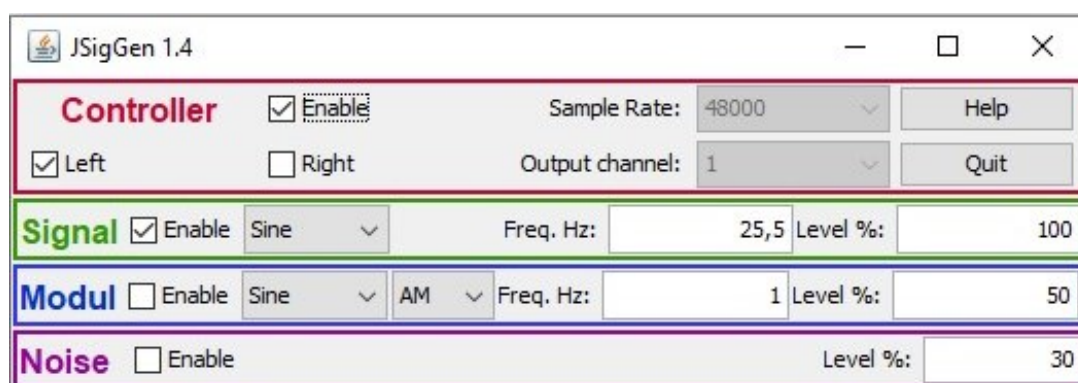 JSigGen 1.4
Controller Enable Sample Rate: 48000 Help
Left Right Output channel: 1 Quit
Signal Enable Sine Freq. Hz: 25,5 Level %: 100
Modul Enable Sine AM Freq. Hz: 1 Level %: 50
Noise Enable Level %: 30